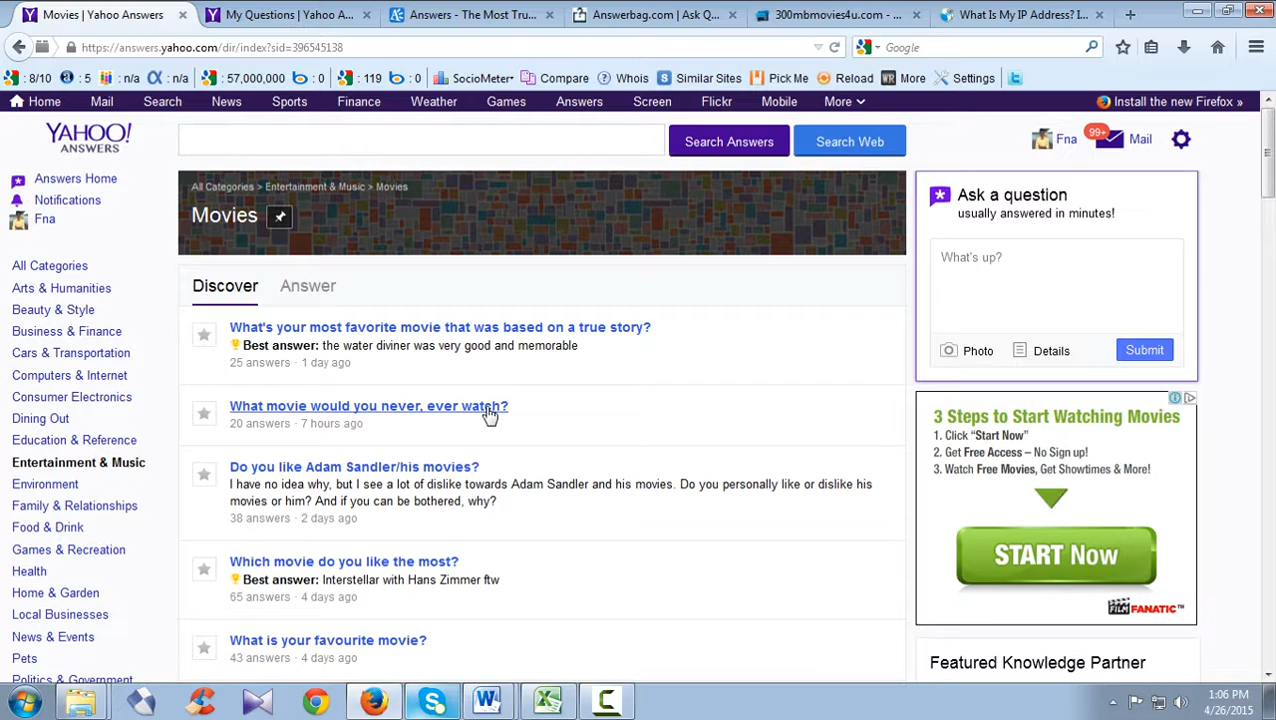 Movies | Yahoo Answers
My Questions | Yahoo A...
Answers - The Most Tru...
Answerbag.com | Ask Q...
300mbmovies4u.com - ...
What Is My IP Address? I...
https://answers.yahoo.com/dir/index?sid=396545138
Google
: 8/10
: 5
: n/a
: n/a
: 57,000,000
: 0
: 119
: 0
SocioMeter
Compare
Whois
Similar Sites
Pick Me
Reload
More
Settings
Home
Mail
Search
News
Sports
Finance
Weather
Games
Answers
Screen
Flickr
Mobile
More
Install the new Firefox »
YAHOO!
ANSWERS
Search Answers
Search Web
Fna
99+
Mail
Answers Home
Notifications
Fna
All Categories
Arts & Humanities
Beauty & Style
Business & Finance
Cars & Transportation
Computers & Internet
Consumer Electronics
Dining Out
Education & Reference
Entertainment & Music
Environment
Family & Relationships
Food & Drink
Games & Recreation
Health
Home & Garden
Local Businesses
News & Events
Pets
Politics & Government
All Categories > Entertainment & Music > Movies
Movies
Discover
Answer
What's your most favorite movie that was based on a true story?
Best answer: the water diviner was very good and memorable
25 answers · 1 day ago
What movie would you never, ever watch?
20 answers · 7 hours ago
Do you like Adam Sandler/his movies?
I have no idea why, but I see a lot of dislike towards Adam Sandler and his movies. Do you personally like or dislike his
movies or him? And if you can be bothered, why?
38 answers · 2 days ago
Which movie do you like the most?
Best answer: Interstellar with Hans Zimmer ftw
65 answers · 4 days ago
What is your favourite movie?
43 answers · 4 days ago
Ask a question
usually answered in minutes!
What's up?
Photo
Details
Submit
3 Steps to Start Watching Movies
1. Click “Start Now”
2. Get Free Access – No Sign up!
3. Watch Free Movies, Get Showtimes & More!
START Now
FILM FANATIC™
Featured Knowledge Partner
1:06 PM
4/26/2015